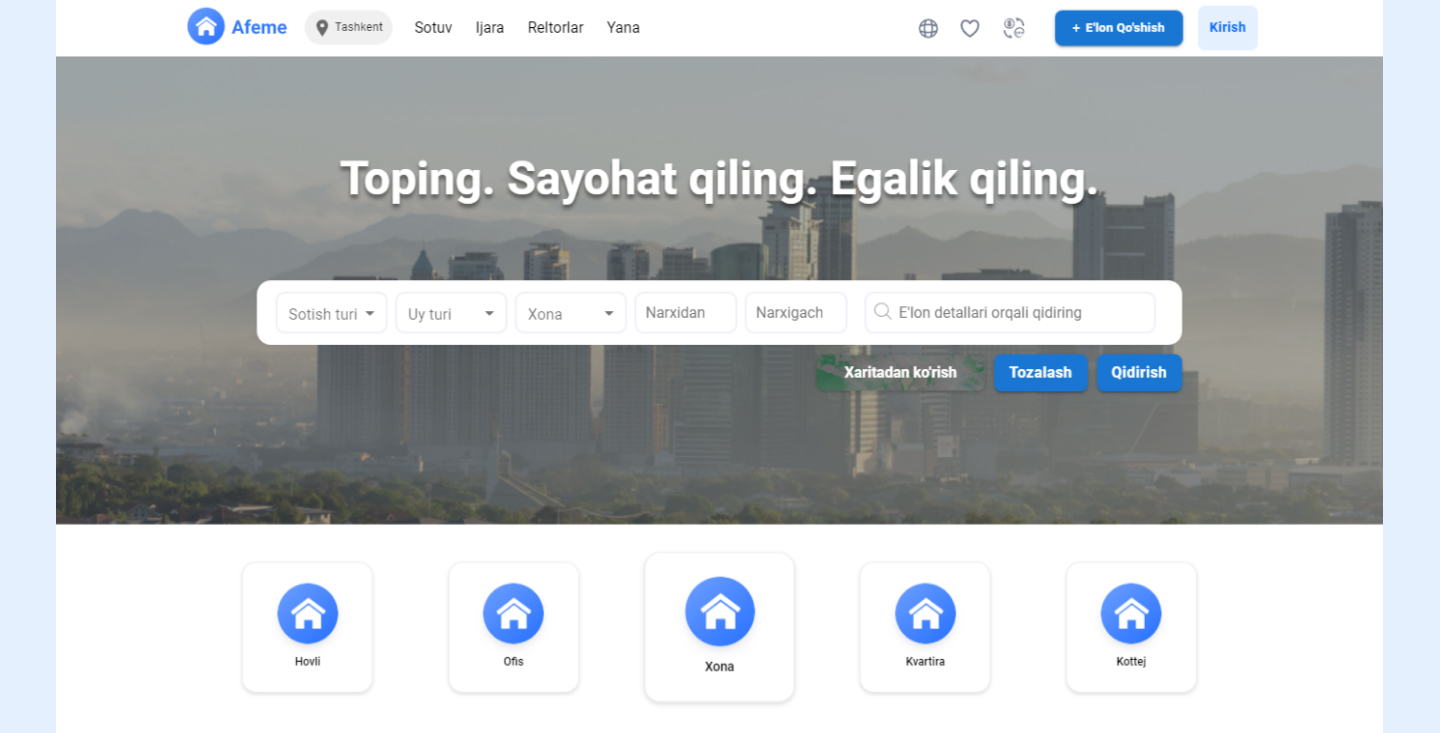 Afeme
Tashkent
Sotuv
Ijara
Reltorlar
Yana
+ E'lon Qo'shish
Kirish
Toping. Sayohat qiling. Egalik qiling.
Sotish turi
Uy turi
Xona
Narxidan
Narxigach
E'lon detallari orqali qidiring
Xaritadan ko'rish
Tozalash
Qidirish
Hovli
Ofis
Xona
Kvartira
Kottej